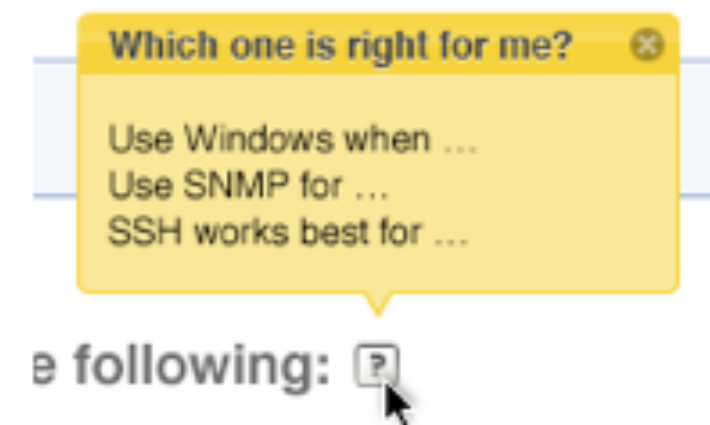 Which one is right for me?
Use Windows when ...
Use SNMP for ...
SSH works best for ...
e following: ?